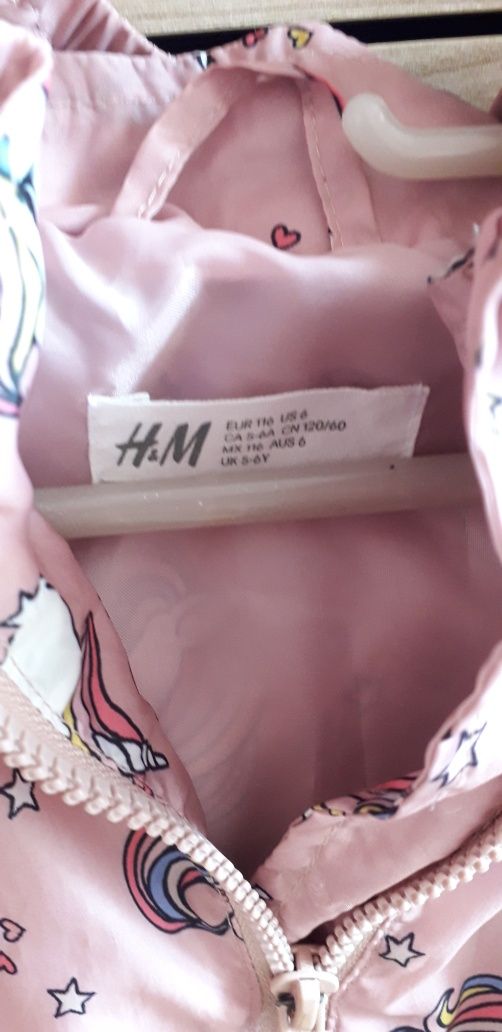 H&M
EUR 116 US 6
CA 5-6A CN 120/60
MX 116 AUS 6
UK 5-6Y